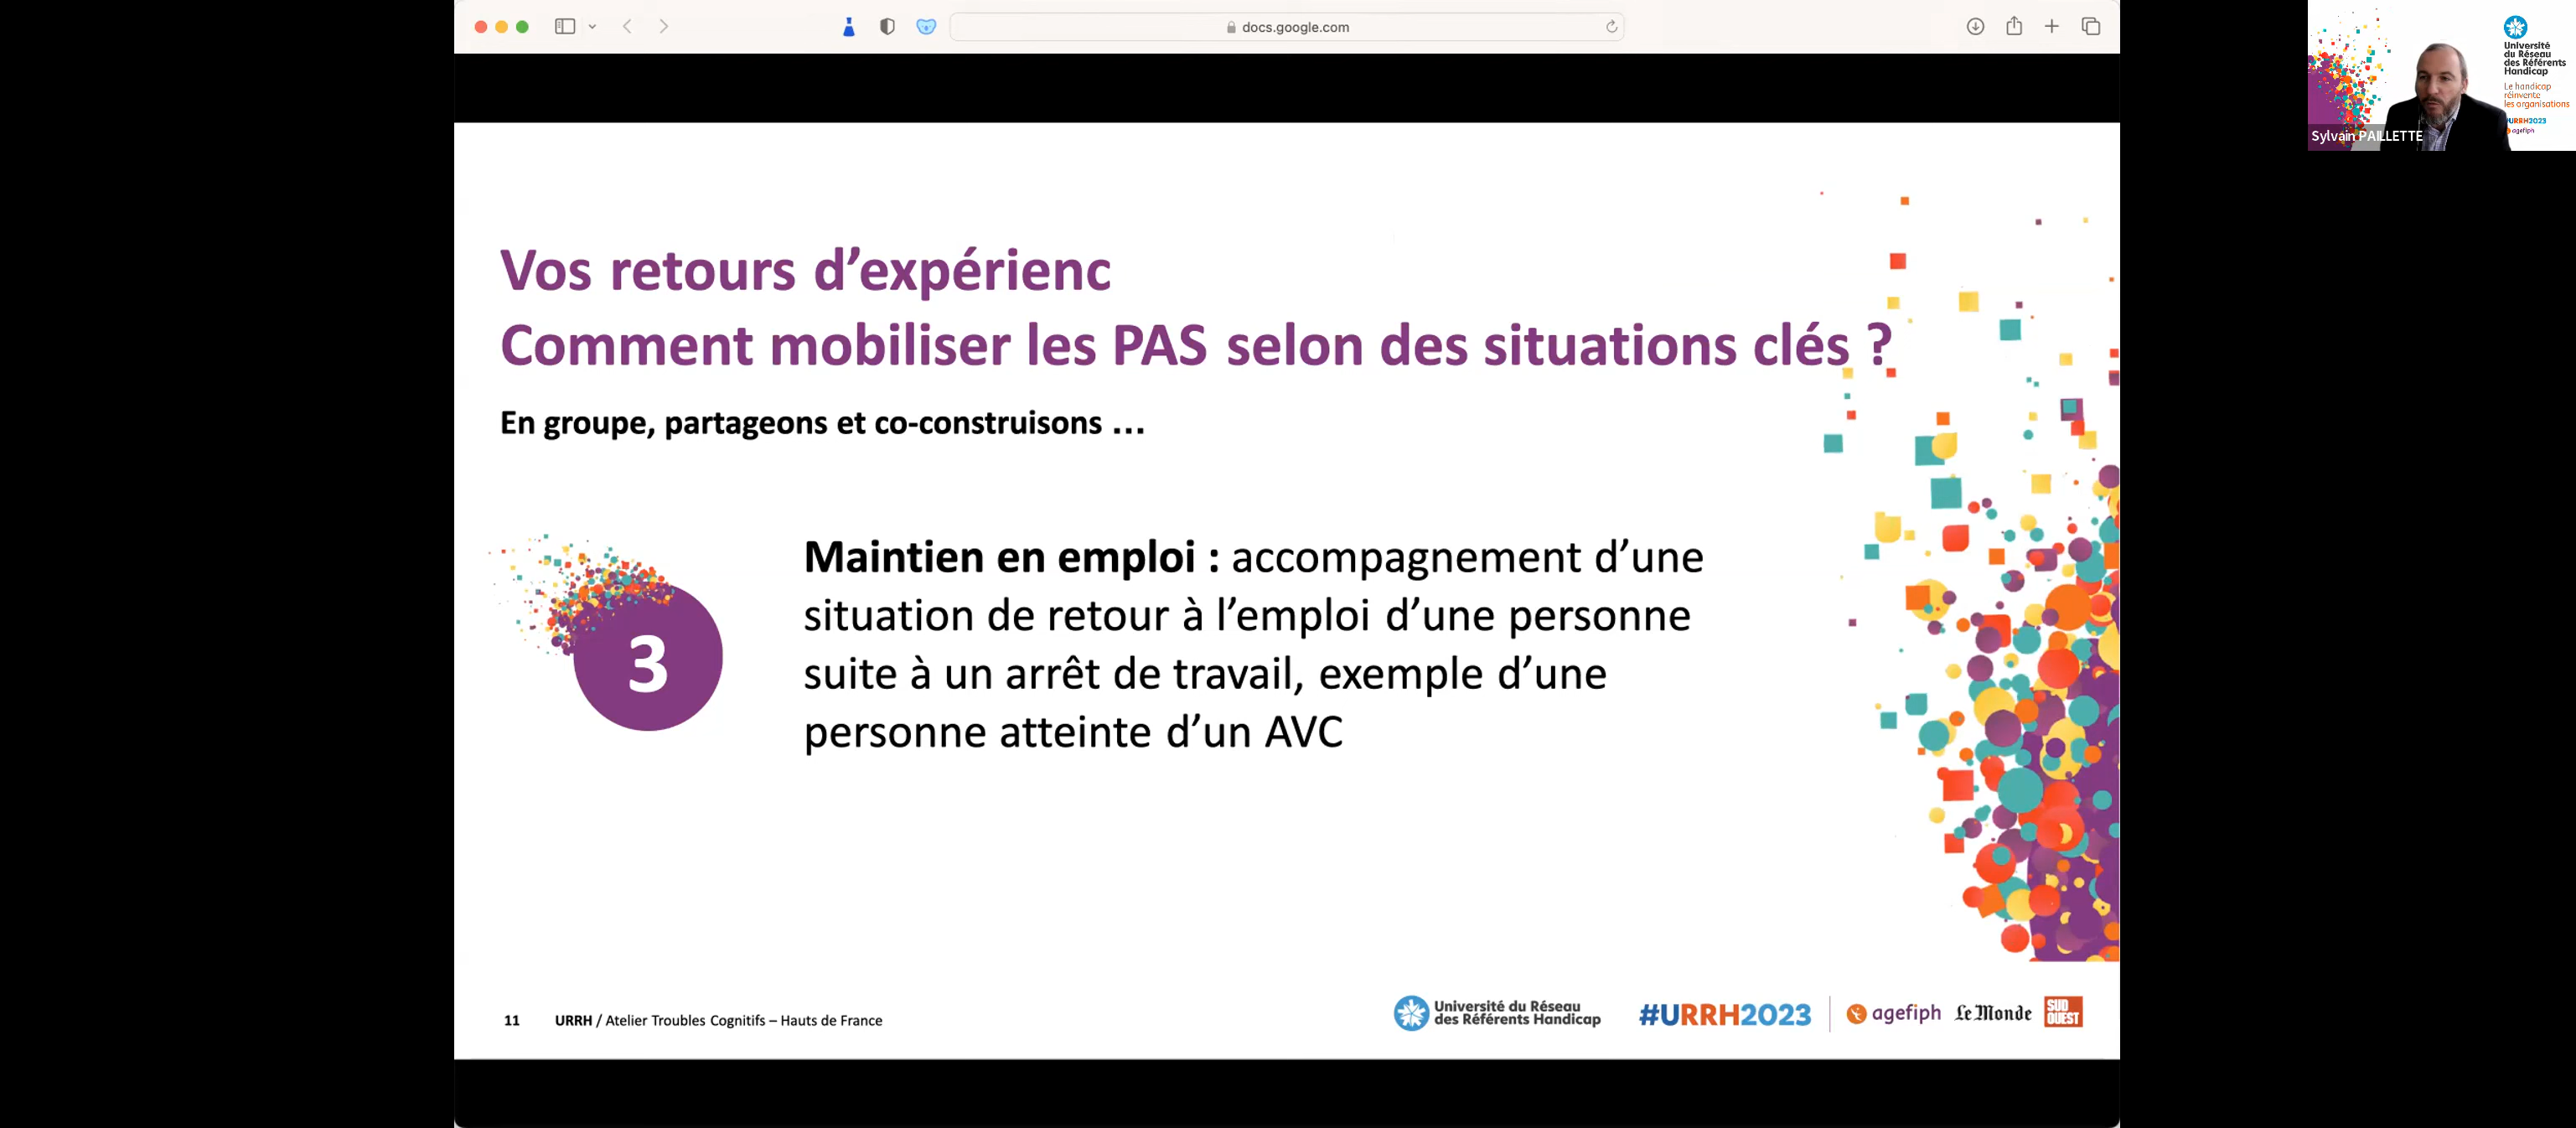 docs.google.com
Vos retours d’expérienc
Comment mobiliser les PAS selon des situations clés ?
En groupe, partageons et co-construisons ...
3
Maintien en emploi : accompagnement d’une
situation de retour à l’emploi d’une personne
suite à un arrêt de travail, exemple d’une
personne atteinte d’un AVC
11 URRH / Atelier Troubles Cognitifs – Hauts de France
Université du Réseau
des Référents Handicap
#URRH2023
agefiph
Le Monde
SUD
OUEST
Université
du Réseau
des Référents
Handicap
Le handicap
réinvente
les organisations
URRH2023
agefiph
Sylvain PAILLETTE